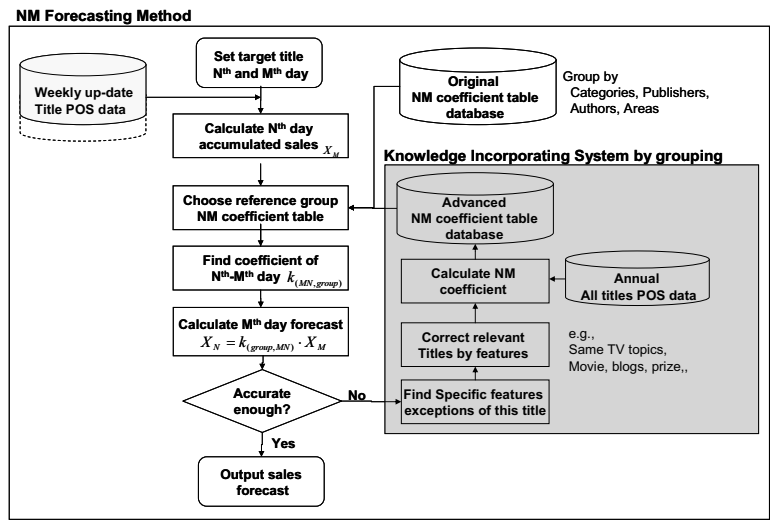 NM Forecasting Method
Set target title
Nth and Mth day
Weekly up-date
Title POS data
Original
NM coefficient table
database
Group by
Categories, Publishers,
Authors, Areas
Calculate Nth day
accumulated sales X_M
Knowledge Incorporating System by grouping
Choose reference group
NM coefficient table
Advanced
NM coefficient table
database
Find coefficient of
Nth-Mth day k_(MN,group)
Calculate NM
coefficient
Annual
All titles POS data
Calculate Mth day forecast
X_N = k_(group,MN) · X_M
Correct relevant
Titles by features
e.g.,
Same TV topics,
Movie, blogs, prize,,
Accurate
enough?
No
Find Specific features
exceptions of this title
Yes
Output sales
forecast